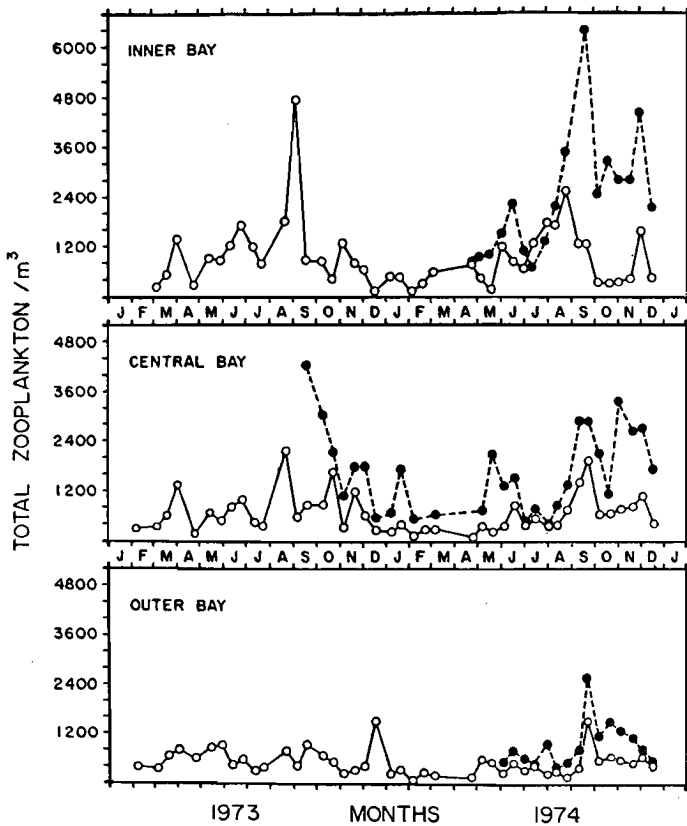 TOTAL ZOOPLANKTON /m³
INNER BAY
6000
4800
3600
2400
1200
J F M A M J J A S O N D J F M A M J J A S O N D
CENTRAL BAY
4800
3600
2400
1200
J F M A M J J A S O N D J F M A M J J A S O N D
OUTER BAY
4800
3600
2400
1200
1973 MONTHS 1974